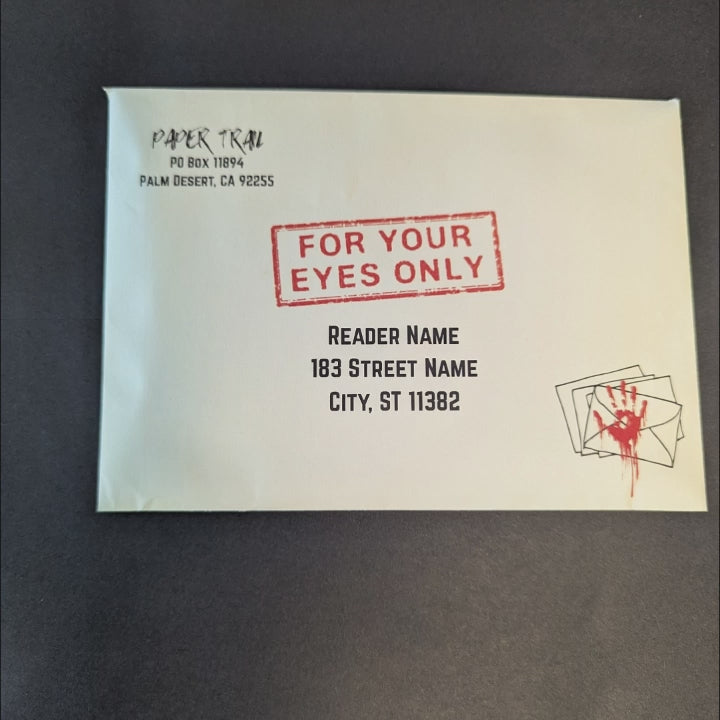 PAPER TRAIL
PO Box 11894
Palm Desert, CA 92255
FOR YOUR
EYES ONLY
Reader Name
183 Street Name
City, ST 11382